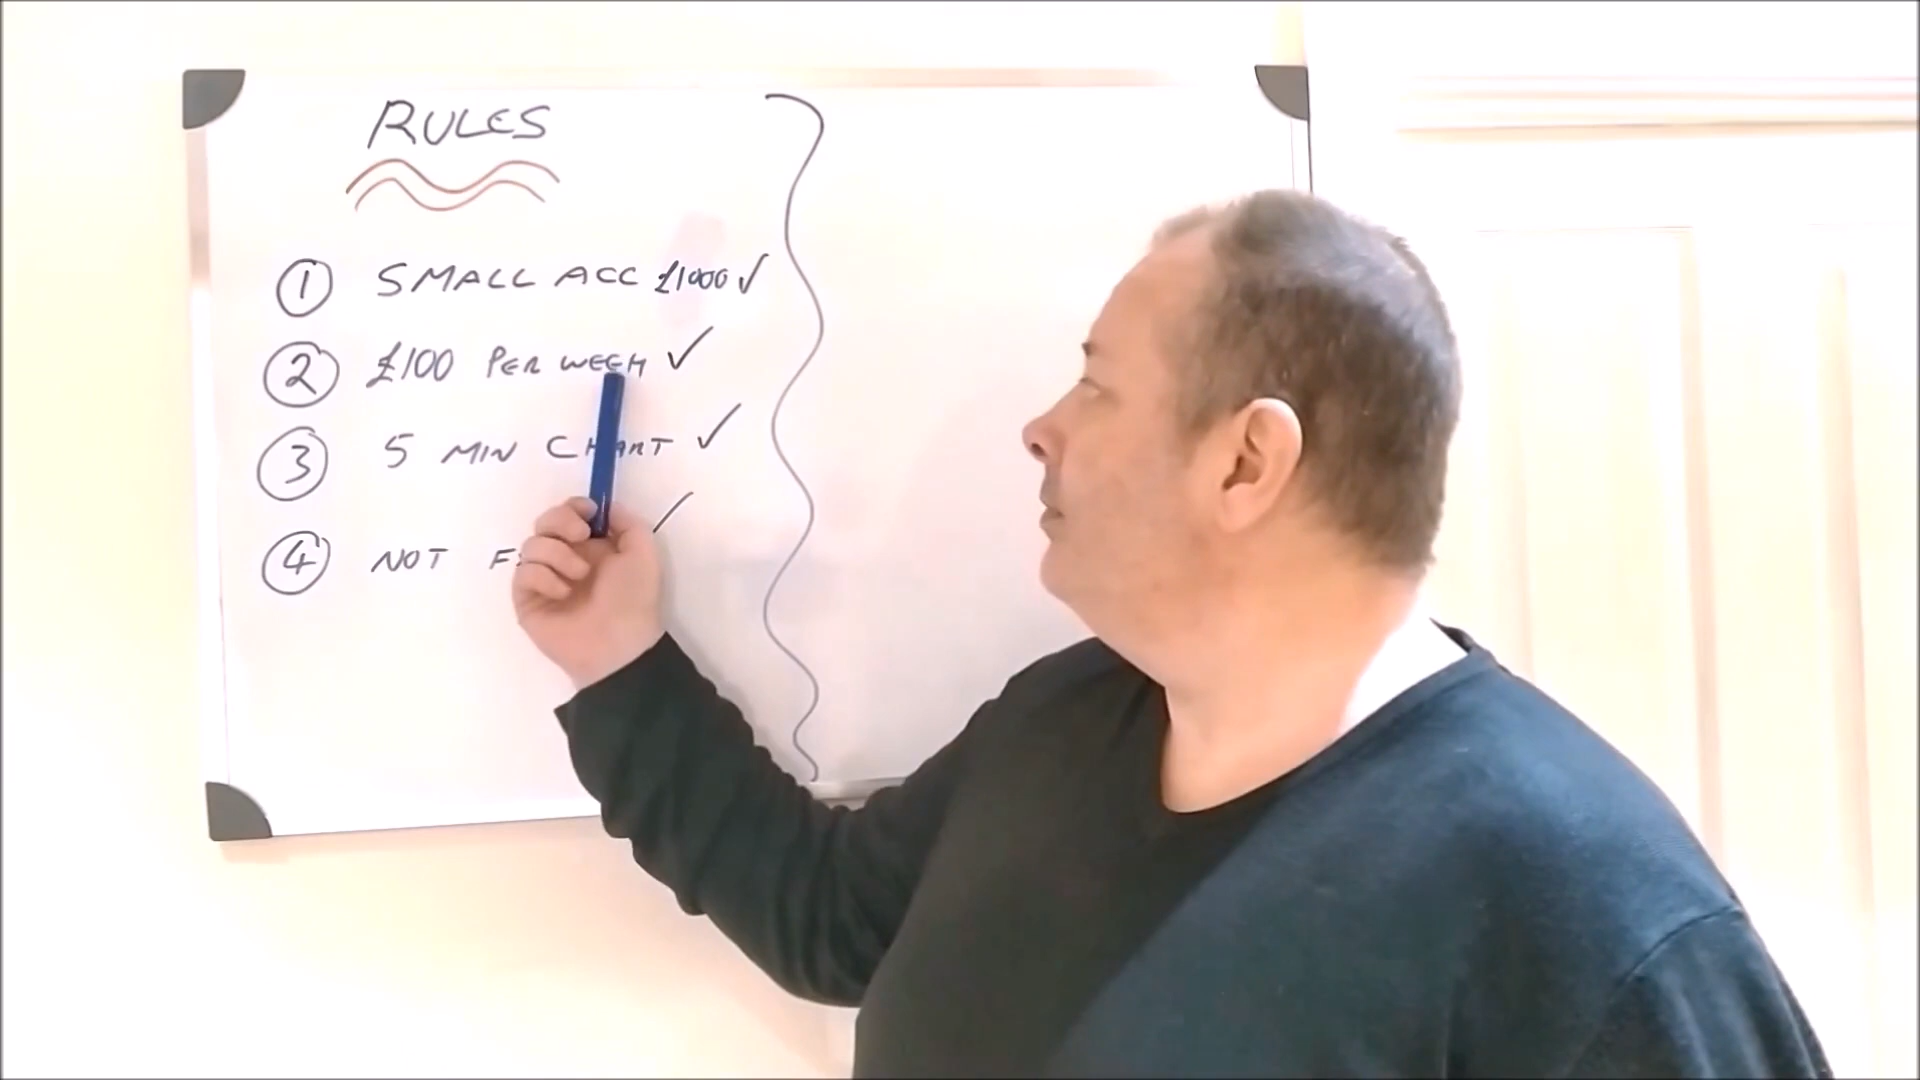 RULES
1 SMALL ACC £1000 ✓
2 £100 PER WEEK ✓
3 5 MIN CHART ✓
4 NOT